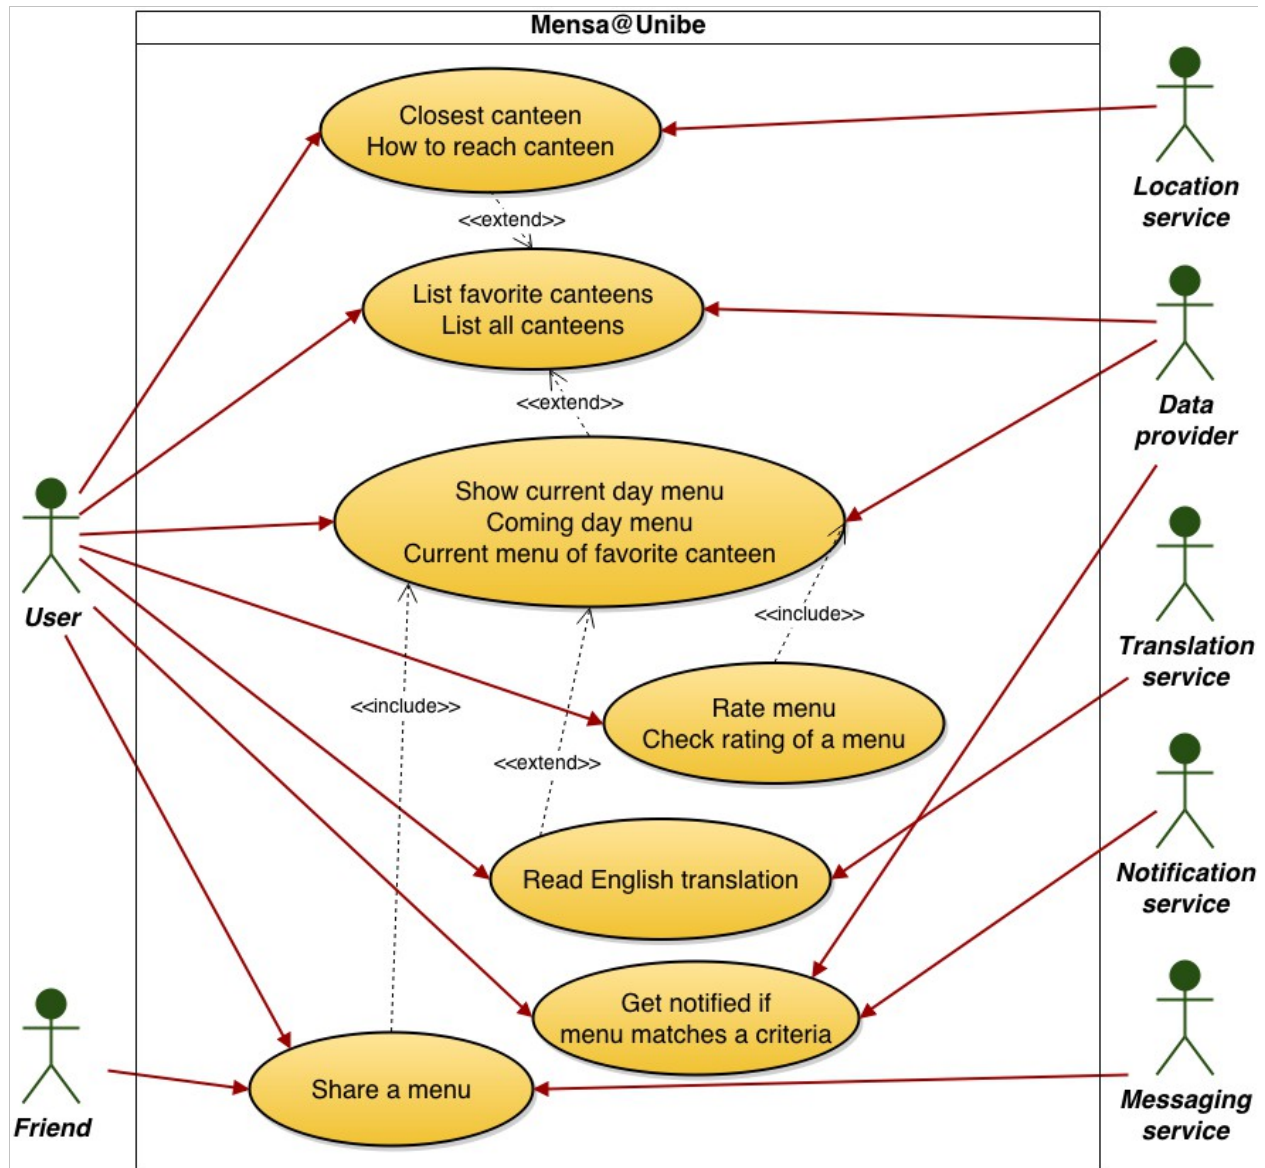 Mensa@Unibe
Closest canteen
How to reach canteen
Location
service
<<extend>>
List favorite canteens
List all canteens
Data
provider
<<extend>>
Show current day menu
Coming day menu
Current menu of favorite canteen
User
<<include>>
Translation
service
<<include>>
Rate menu
Check rating of a menu
<<extend>>
Read English translation
Notification
service
Get notified if
menu matches a criteria
Share a menu
Friend
Messaging
service